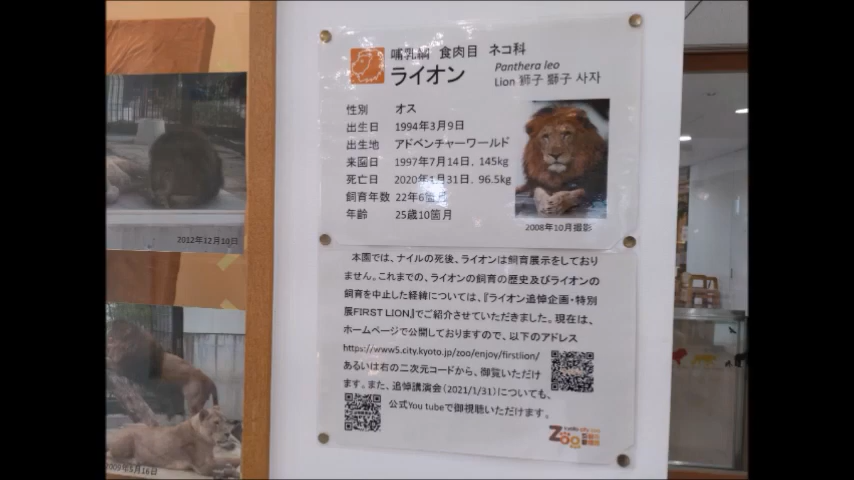 哺乳綱 食肉目 ネコ科
ライオン
Panthera leo
Lion 狮子 獅子 사자
性別 オス
出生日 1994年3月9日
出生地 アドベンチャーワールド
来園日 1997年7月14日, 145kg
死亡日 2020年1月31日, 96.5kg
飼育年数 22年6箇月
年齢 25歳10箇月
2008年10月撮影
本園では、ナイルの死後、ライオンは飼育展示をしており
ません。これまでの、ライオンの飼育の歴史及びライオンの
飼育を中止した経緯については、『ライオン追悼企画・特別
展FIRST LION』でご紹介させていただきました。現在は、
ホームページで公開しておりますので、以下のアドレス
https://www5.city.kyoto.jp/zoo/enjoy/firstlion/
あるいは右の二次元コードから、御覧いただけ
ます。また、追悼講演会(2021/1/31)についても、
公式You tubeで御視聴いただけます。
2012年12月10日
2009年5月16日